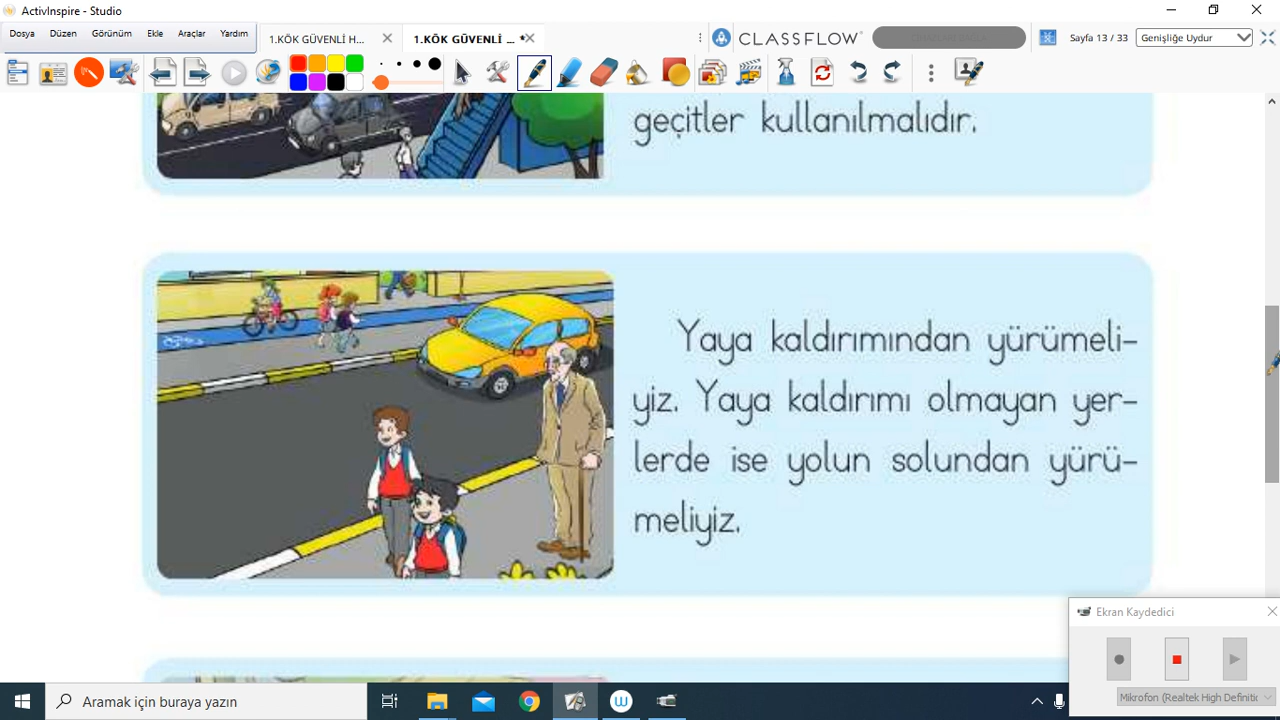 ActivInspire - Studio
Dosya Düzen Görünüm Ekle Araçlar Yardım
1.KÖK GÜVENLİ H...
1.KÖK GÜVENLİ ... *
CLASSFLOW
Sayfa 13 / 33
Genişliğe Uydur
geçitler kullanılmalıdır.
Yaya kaldırımından yürümeli-
yiz. Yaya kaldırımı olmayan yer-
lerde ise yolun solundan yürü-
meliyiz.
Ekran Kaydedici
Mikrofon (Realtek High Definitic
Aramak için buraya yazın